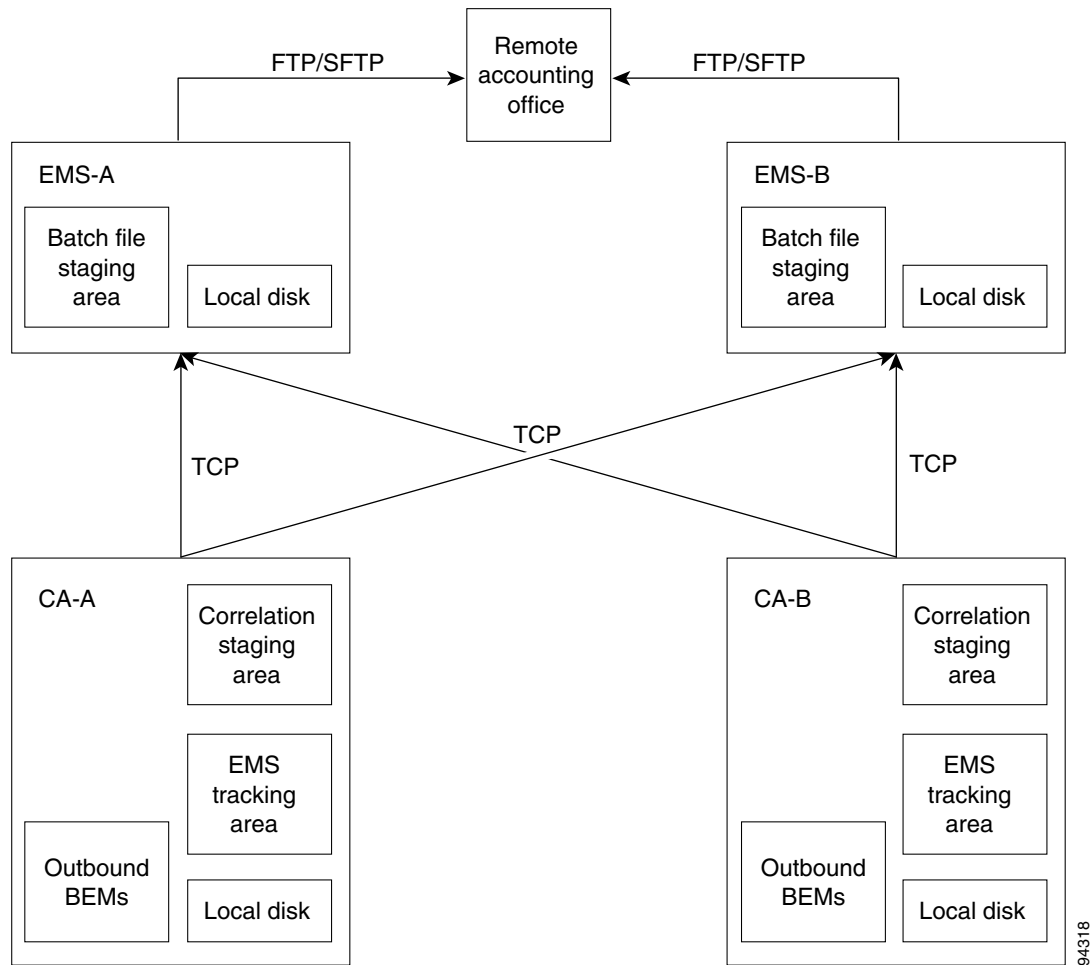 Remote
accounting
office
FTP/SFTP
FTP/SFTP
EMS-A
Batch file
staging
area
Local disk
EMS-B
Batch file
staging
area
Local disk
TCP
TCP
TCP
CA-A
Correlation
staging
area
EMS
tracking
area
Outbound
BEMs
Local disk
CA-B
Correlation
staging
area
EMS
tracking
area
Outbound
BEMs
Local disk
94318